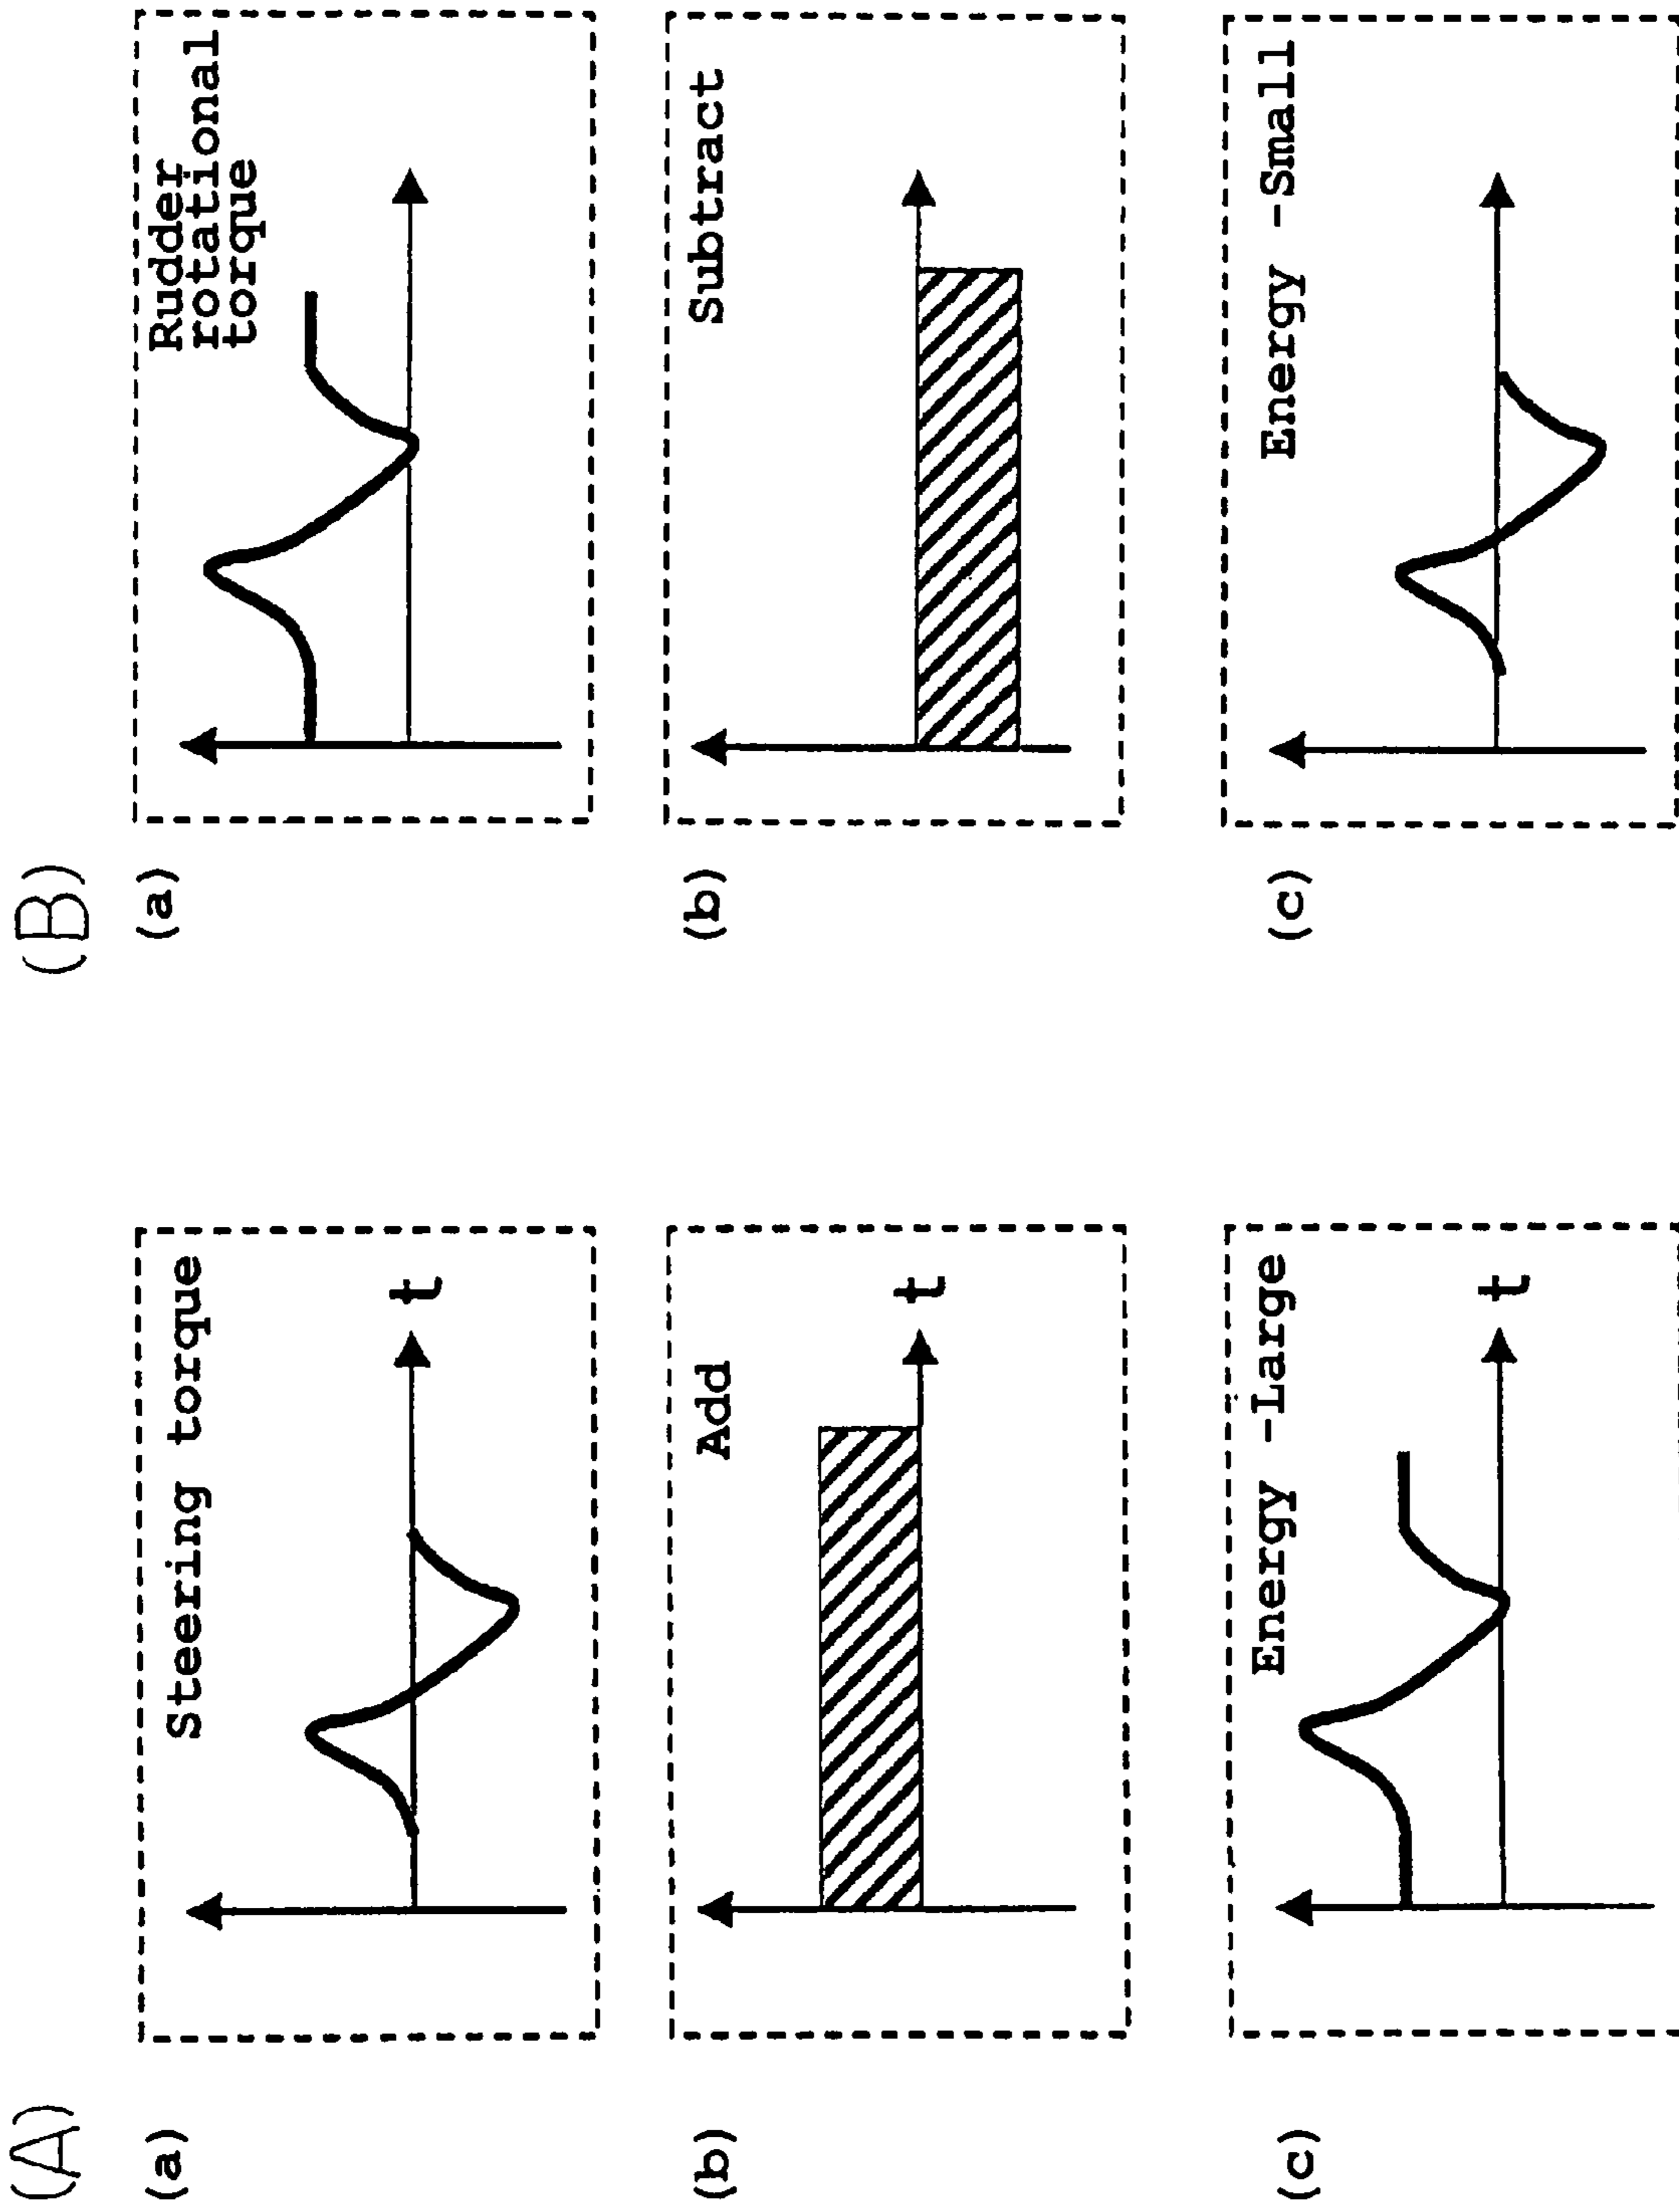 (A)
(a)
Steering torque
t
(b)
Add
t
(c)
Energy -Large
t
(B)
(a)
Rudder
rotational
torque
(b)
Subtract
(c)
Energy -Small